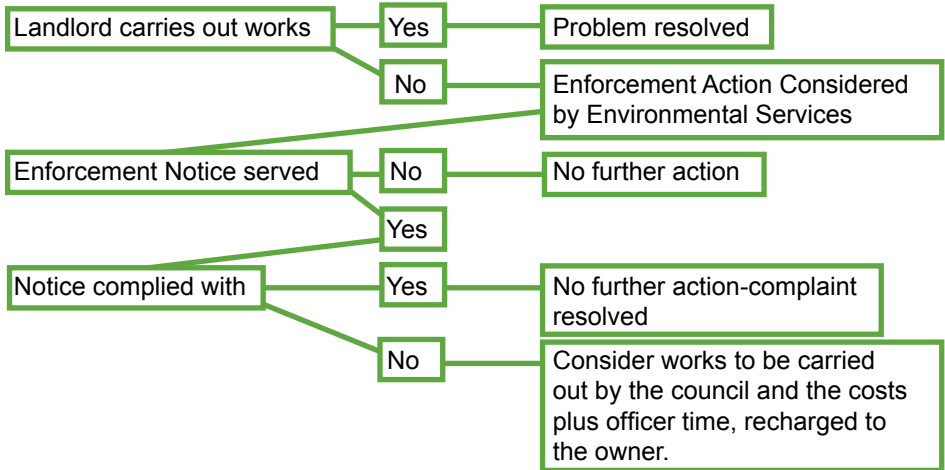 Landlord carries out works
Yes
Problem resolved
No
Enforcement Action Considered
by Environmental Services
Enforcement Notice served
No
No further action
Yes
Notice complied with
Yes
No further action-complaint
resolved
No
Consider works to be carried
out by the council and the costs
plus officer time, recharged to
the owner.